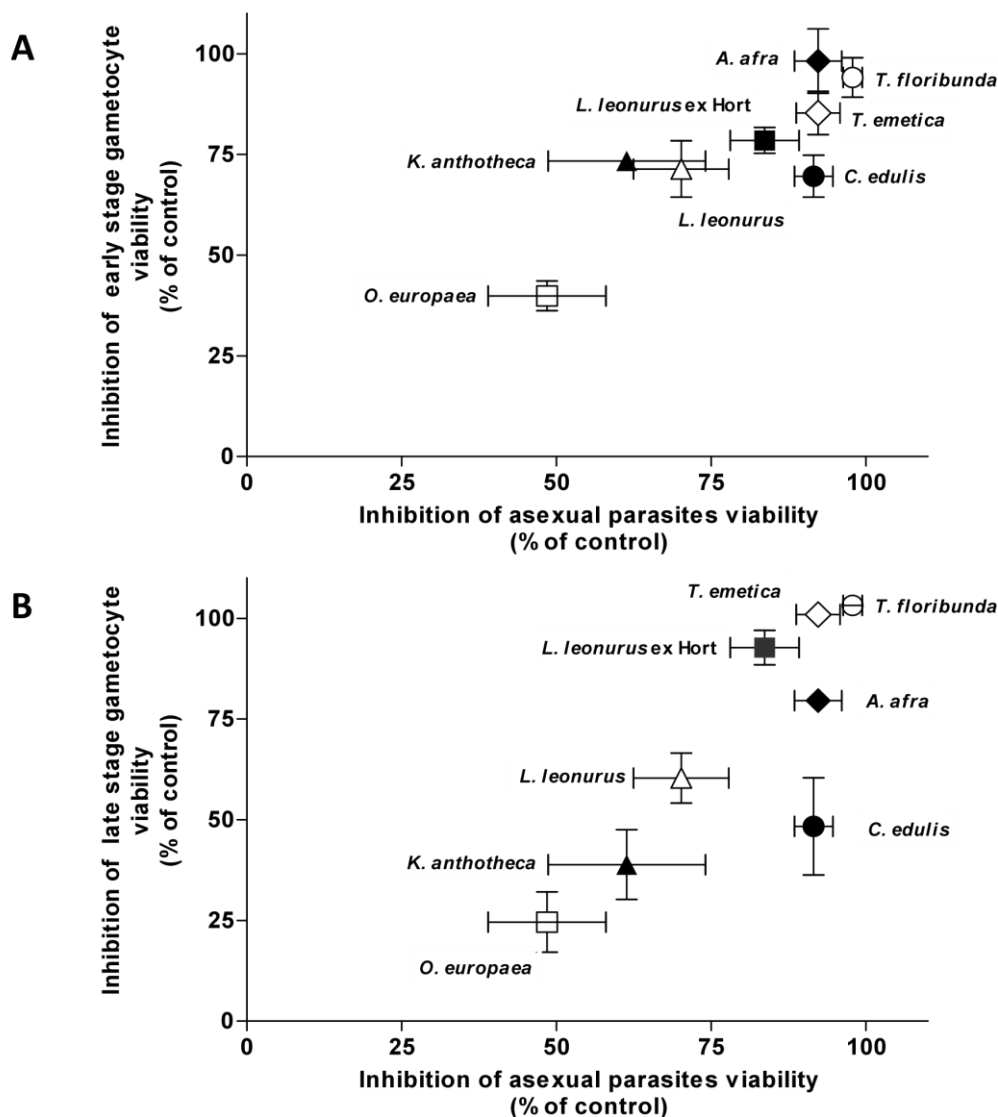 A
Inhibition of early stage gametocyte
viability
(% of control)
100
75
50
25
0
A. afra
T. floribunda
L. leonurus ex Hort
T. emetica
K. anthotheca
C. edulis
L. leonurus
O. europaea
0 25 50 75 100
Inhibition of asexual parasites viability
(% of control)
B
Inhibition of late stage gametocyte
viability
(% of control)
100
75
50
25
0
T. emetica
T. floribunda
L. leonurus ex Hort
A. afra
L. leonurus
C. edulis
K. anthotheca
O. europaea
0 25 50 75 100
Inhibition of asexual parasites viability
(% of control)